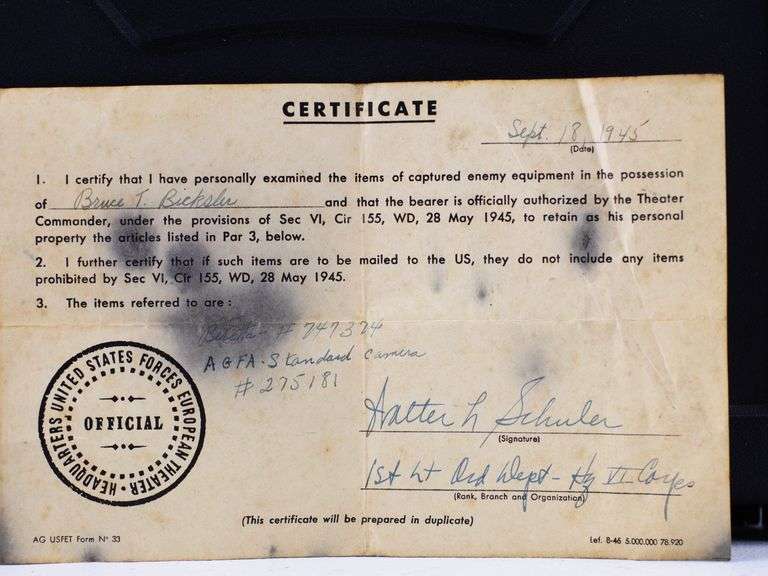 CERTIFICATE
Sept. 18, 1945
(Date)
1. I certify that I have personally examined the items of captured enemy equipment in the possession
of Bruce T. Bicksler and that the bearer is officially authorized by the Theater
Commander, under the provisions of Sec VI, Cir 155, WD, 28 May 1945, to retain as his personal
property the articles listed in Par 3, below.
2. I further certify that if such items are to be mailed to the US, they do not include any items
prohibited by Sec VI, Cir 155, WD, 28 May 1945.
3. The items referred to are :
Beretta - # 747374
AGFA-Standard camera
# 275181
HEADQUARTERS UNITED STATES FORCES EUROPEAN THEATER
OFFICIAL
Walter L Schuler
(Signature)
1st Lt Ord Dept - Hq VI Corps
(Rank, Branch and Organization)
(This certificate will be prepared in duplicate)
AG USFET Form N° 33
Lef. B-46 5.000.000 78.920